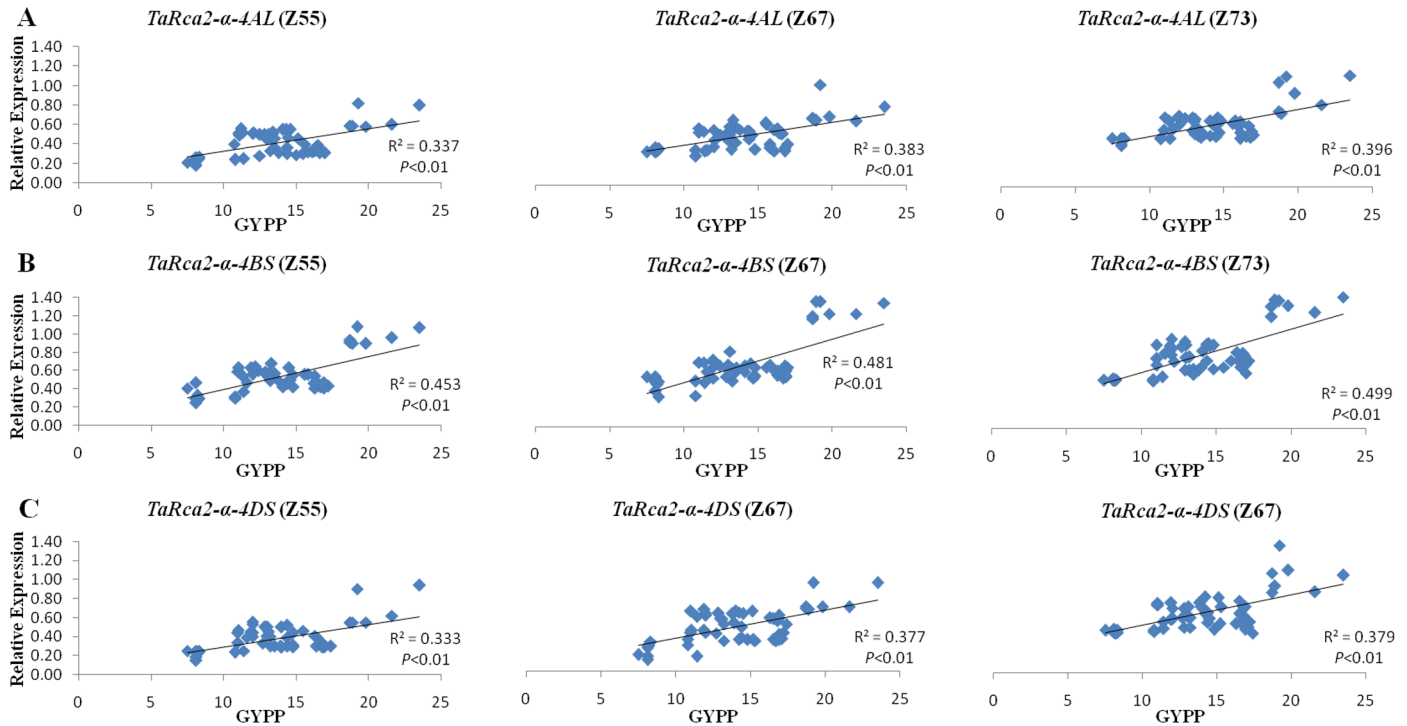 A
TaRca2-α-4AL (Z55)
TaRca2-α-4AL (Z67)
TaRca2-α-4AL (Z73)
Relative Expression
1.40
1.20
1.00
0.80
0.60
0.40
0.20
0.00
R² = 0.337
P<0.01
R² = 0.383
P<0.01
R² = 0.396
P<0.01
0 5 10 15 20 25
0 5 10 15 20 25
0 5 10 15 20 25
GYPP
GYPP
GYPP
B
TaRca2-α-4BS (Z55)
TaRca2-α-4BS (Z67)
TaRca2-α-4BS (Z73)
Relative Expression
1.40
1.20
1.00
0.80
0.60
0.40
0.20
0.00
R² = 0.453
P<0.01
R² = 0.481
P<0.01
R² = 0.499
P<0.01
0 5 10 15 20 25
0 5 10 15 20 25
0 5 10 15 20 25
GYPP
GYPP
GYPP
C
TaRca2-α-4DS (Z55)
TaRca2-α-4DS (Z67)
TaRca2-α-4DS (Z67)
Relative Expression
1.40
1.20
1.00
0.80
0.60
0.40
0.20
0.00
R² = 0.333
P<0.01
R² = 0.377
P<0.01
R² = 0.379
P<0.01
0 5 10 15 20 25
0 5 10 15 20 25
0 5 10 15 20 25
GYPP
GYPP
GYPP